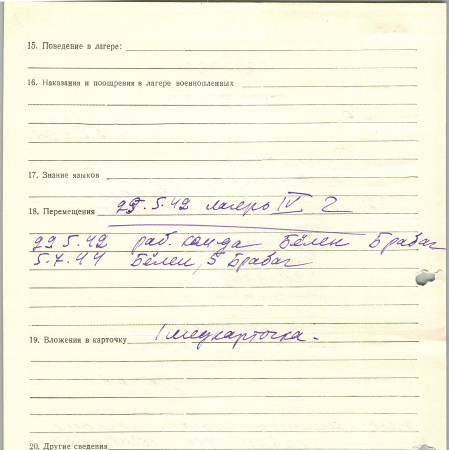 15. Поведение в лагере:
16. Наказания и поощрения в лагере военнопленных
17. Знание языков
29.5.42 лагерь IV г
18. Перемещения
29 5.42 раб. кан-да Бёлен Брабаг
5.7.44 Бёлен, 5 Брабаг
1 медкарточка.
19. Вложения в карточку
20. Другие сведения